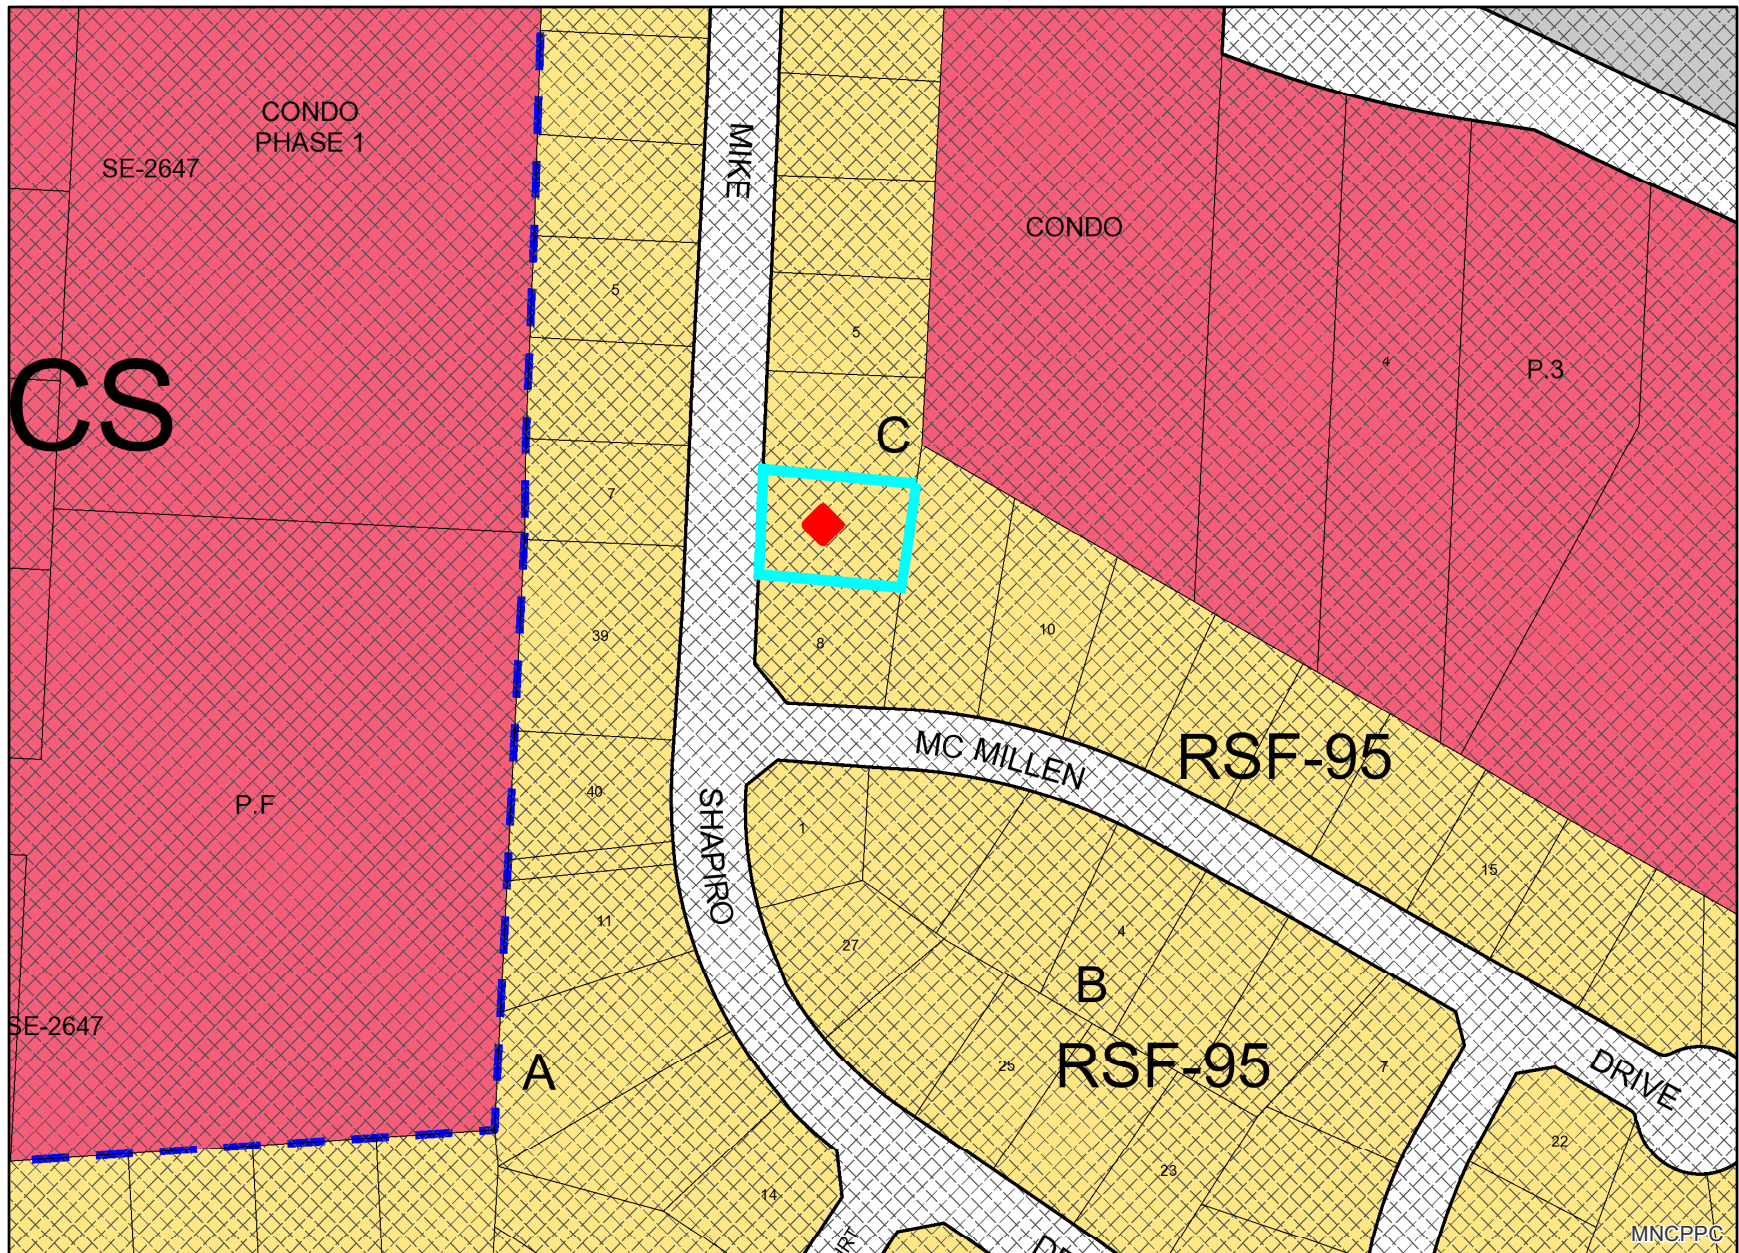 CONDO
PHASE 1
SE-2647
MIKE
CONDO
5
5
4
P.3
CS
C
7
39
8
10
MC MILLEN
RSF-95
40
P.F
SHAPIRO
1
15
11
27
4
B
SE-2647
A
25
RSF-95
7
DRIVE
22
23
14
MNCPPC